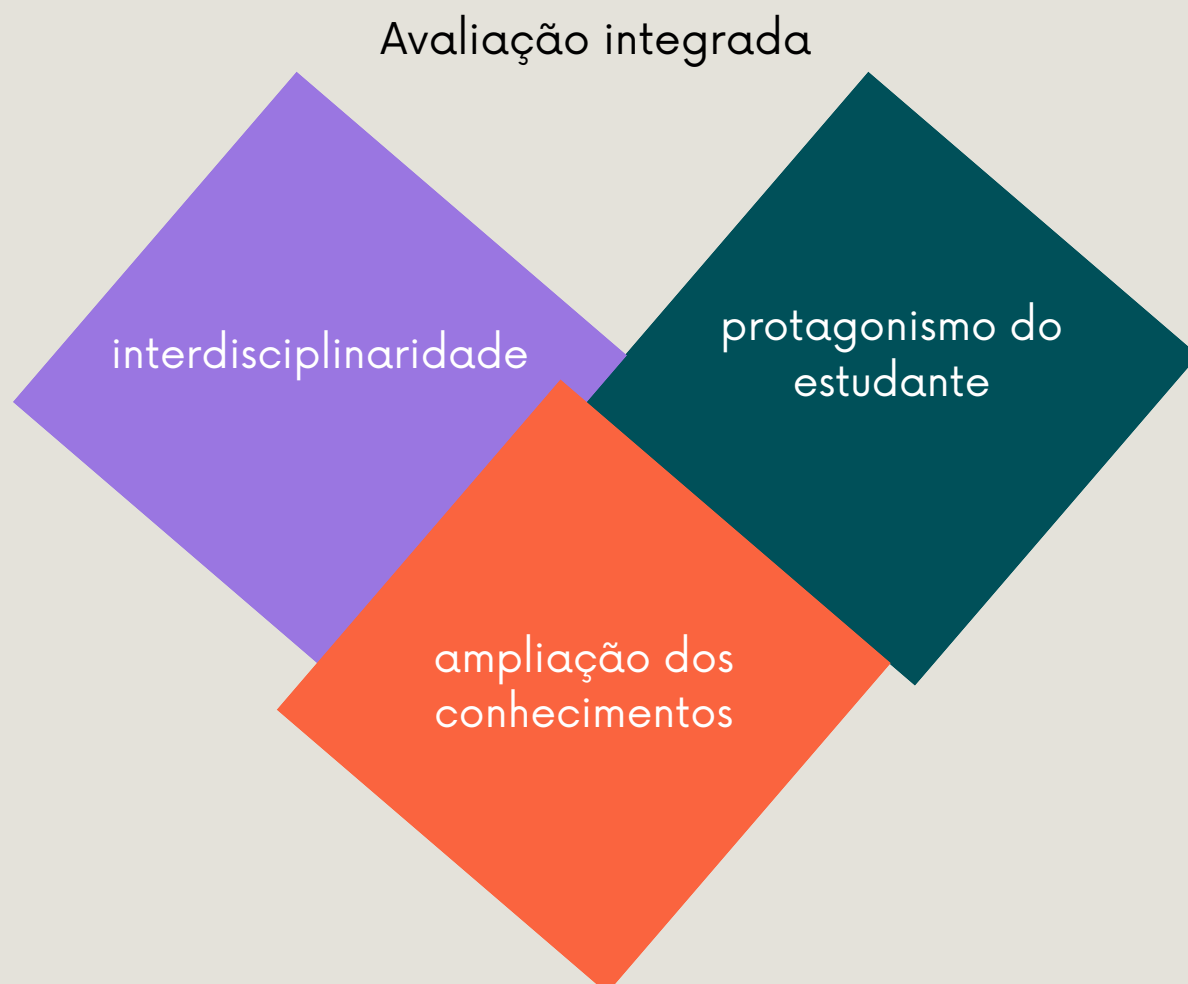 Avaliação integrada
interdisciplinaridade
protagonismo do
estudante
ampliação dos
conhecimentos